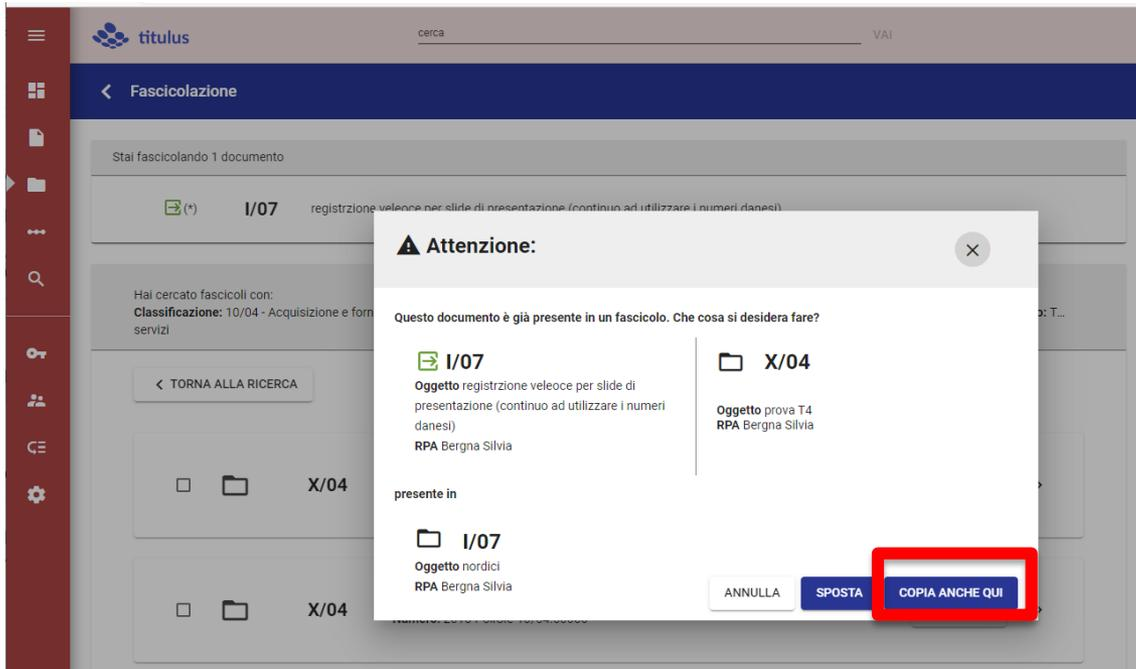 titulus
cerca
VAI
Fascicolazione
Stai fascicolando 1 documento
(*) I/07 registrzione veleoce per slide di presentazione (continuo ad utilizzare i numeri danesi)
Hai cercato fascicoli con:
Classificazione: 10/04 - Acquisizione e forn
servizi
o: T...
TORNA ALLA RICERCA
X/04
X/04
Attenzione:
Questo documento è già presente in un fascicolo. Che cosa si desidera fare?
I/07
Oggetto registrzione veleoce per slide di
presentazione (continuo ad utilizzare i numeri
danesi)
RPA Bergna Silvia
X/04
Oggetto prova T4
RPA Bergna Silvia
presente in
I/07
Oggetto nordici
RPA Bergna Silvia
ANNULLA
SPOSTA
COPIA ANCHE QUI